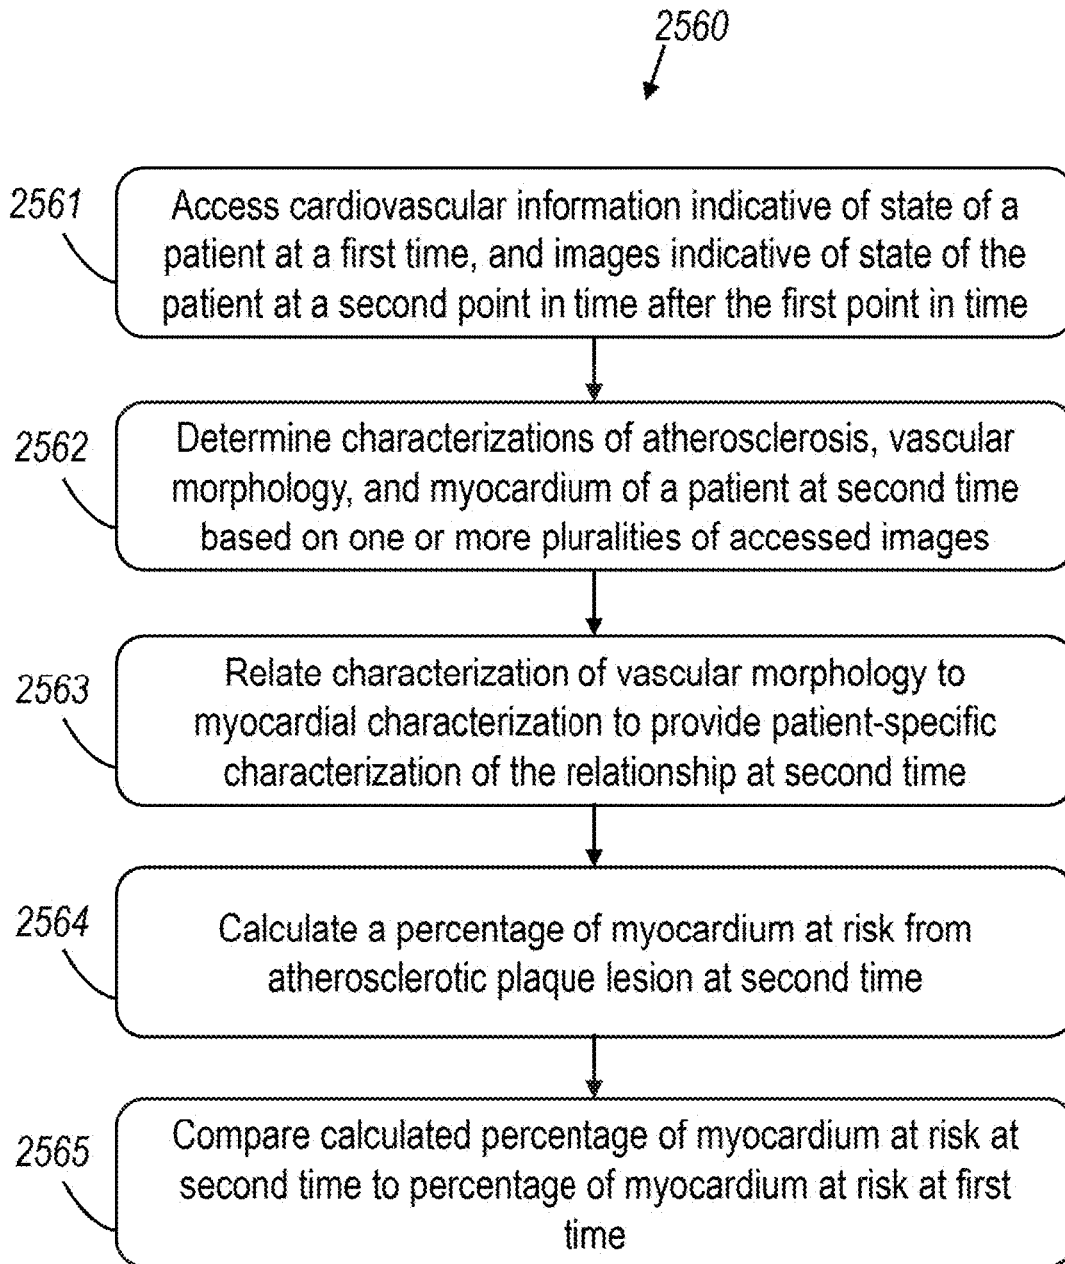 2560
2561
Access cardiovascular information indicative of state of a
patient at a first time, and images indicative of state of the
patient at a second point in time after the first point in time
2562
Determine characterizations of atherosclerosis, vascular
morphology, and myocardium of a patient at second time
based on one or more pluralities of accessed images
2563
Relate characterization of vascular morphology to
myocardial characterization to provide patient-specific
characterization of the relationship at second time
2564
Calculate a percentage of myocardium at risk from
atherosclerotic plaque lesion at second time
2565
Compare calculated percentage of myocardium at risk at
second time to percentage of myocardium at risk at first
time